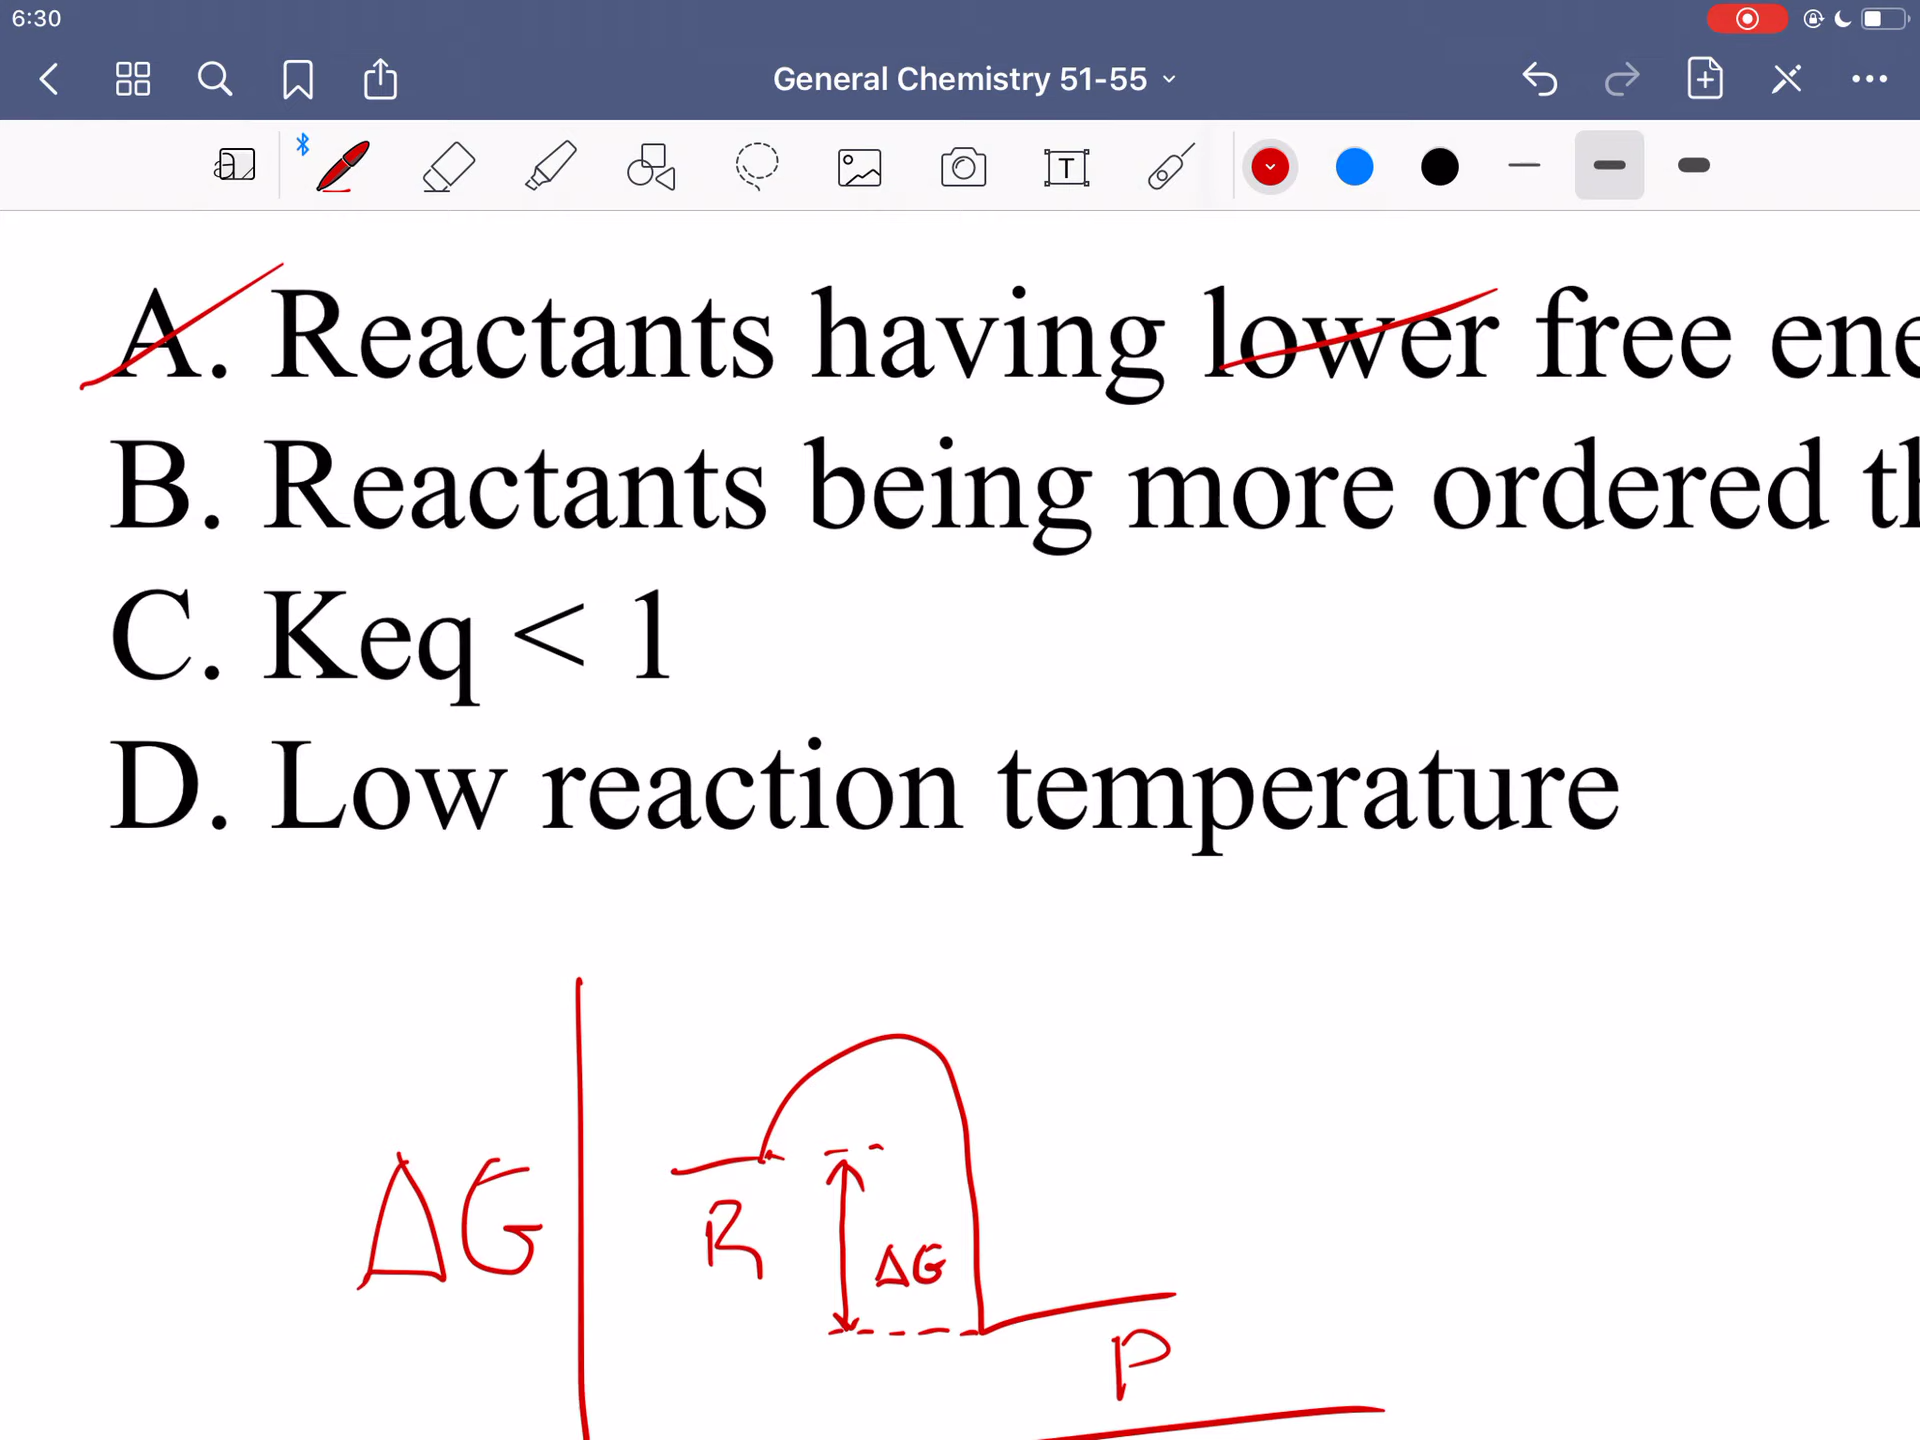 6:30
General Chemistry 51-55
a T
A. Reactants having lower free ene
B. Reactants being more ordered th
C. Keq < 1
D. Low reaction temperature
ΔG
R
ΔG
P